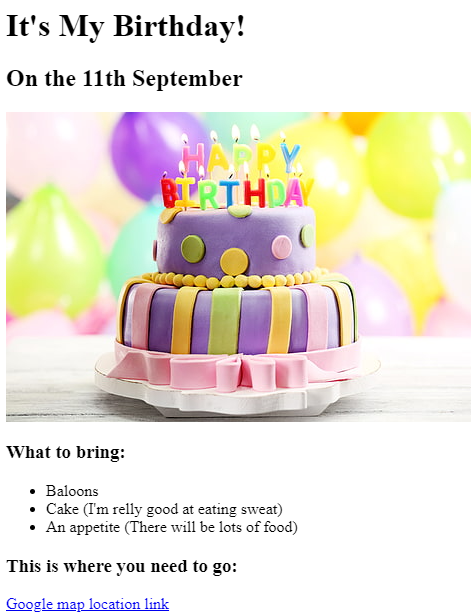 It's My Birthday!
On the 11th September
HAPPY
BIRTHDAY
What to bring:
Baloons
Cake (I'm relly good at eating sweat)
An appetite (There will be lots of food)
This is where you need to go:
Google map location link